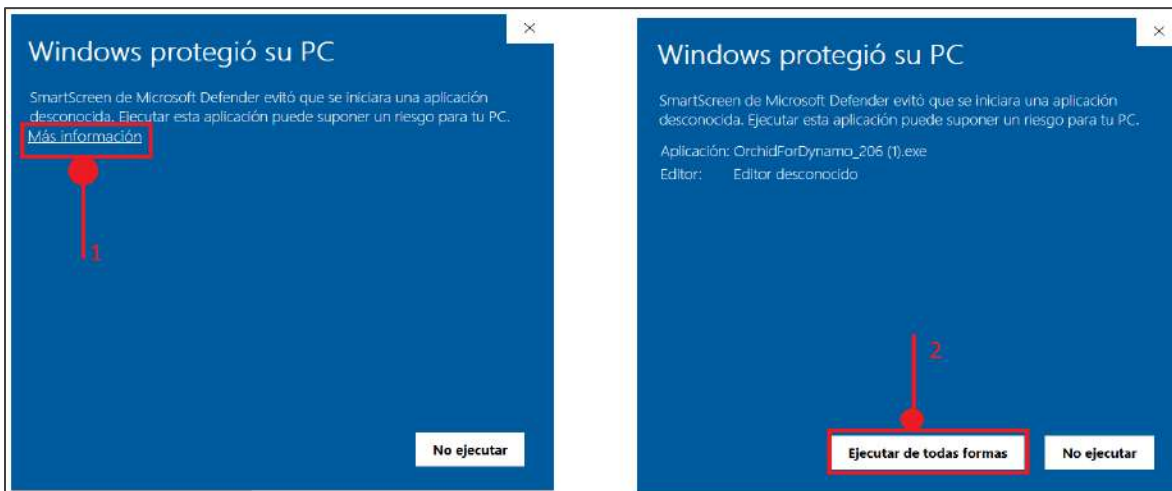 Windows protegió su PC
SmartScreen de Microsoft Defender evitó que se iniciara una aplicación
desconocida. Ejecutar esta aplicación puede suponer un riesgo para tu PC.
Más información
1
No ejecutar
Windows protegió su PC
SmartScreen de Microsoft Defender evitó que se iniciara una aplicación
desconocida. Ejecutar esta aplicación puede suponer un riesgo para tu PC.
Aplicación: OrchidForDynamo_206 (1).exe
Editor: Editor desconocido
2
Ejecutar de todas formas No ejecutar